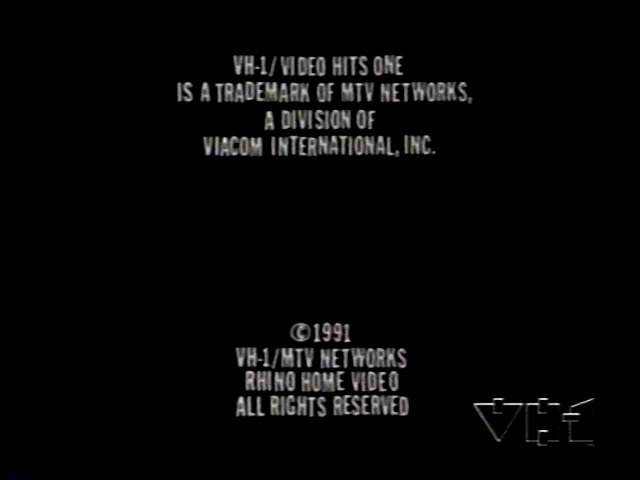 VH-1/VIDEO HITS ONE
IS A TRADEMARK OF MTV NETWORKS,
A DIVISION OF
VIACOM INTERNATIONAL, INC.
©1991
VH-1/MTV NETWORKS
RHINO HOME VIDEO
ALL RIGHTS RESERVED
VH1